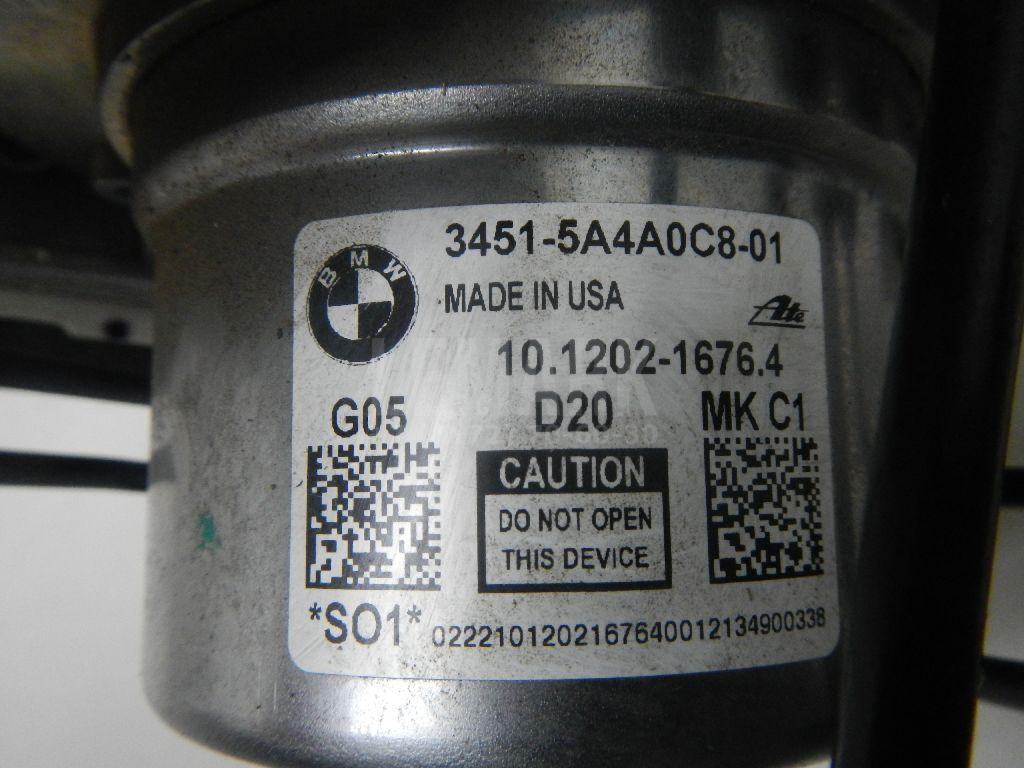 3451-5A4A0C8-01
BMW
MADE IN USA
Ate
10.1202-1676.4
G05 D20 MK C1
CAUTION
DO NOT OPEN
THIS DEVICE
*SO1* 0222101202167640012134900338